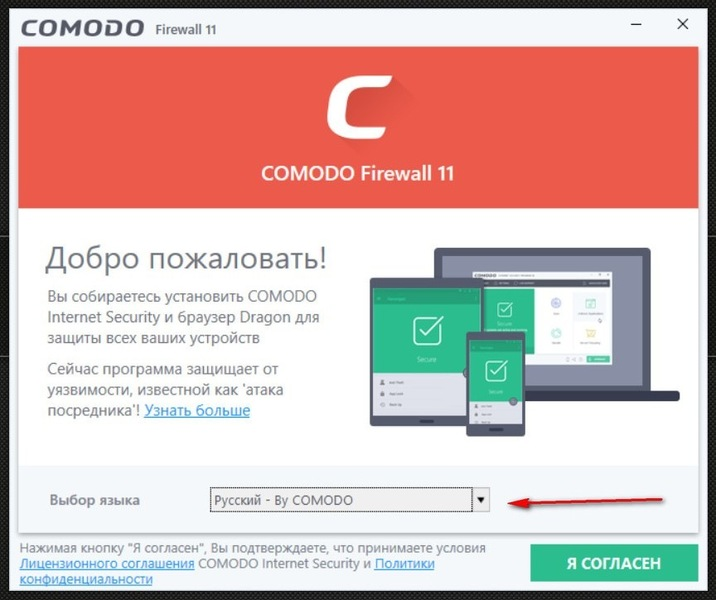 COMODO Firewall 11
COMODO Firewall 11
Добро пожаловать!
Вы собираетесь установить COMODO
Internet Security и браузер Dragon для
защиты всех ваших устройств
Сейчас программа защищает от
уязвимости, известной как 'атака
посредника'! Узнать больше
Secure
Secure
Secure
Выбор языка
Русский - By COMODO
Нажимая кнопку "Я согласен", Вы подтверждаете, что принимаете условия
Лицензионного соглашения COMODO Internet Security и Политики
конфиденциальности
Я СОГЛАСЕН